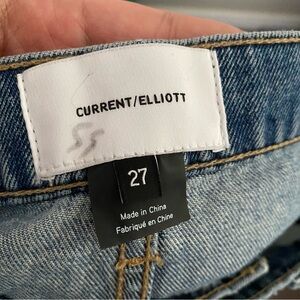 CURRENT/ELLIOTT
27
Made in China
Fabriqué en Chine